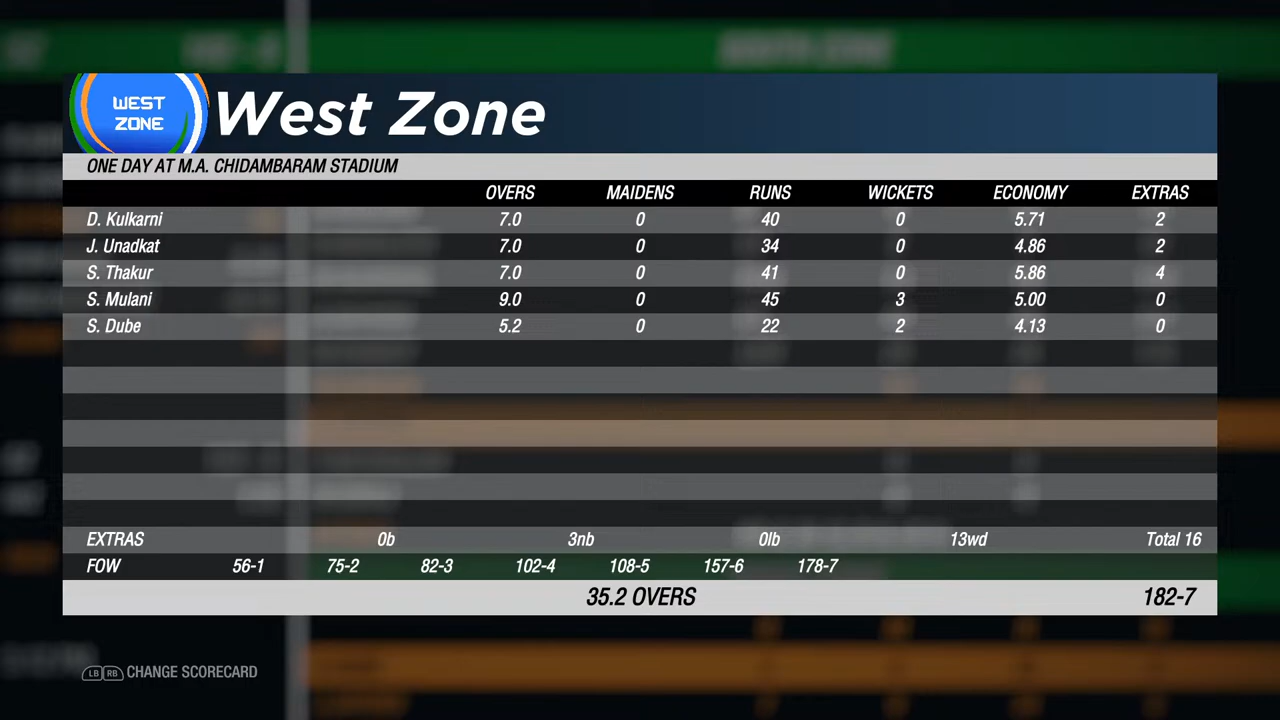 WEST
ZONE
West Zone
ONE DAY AT M.A. CHIDAMBARAM STADIUM
OVERS MAIDENS RUNS WICKETS ECONOMY EXTRAS
D. Kulkarni 7.0 0 40 0 5.71 2
J. Unadkat 7.0 0 34 0 4.86 2
S. Thakur 7.0 0 41 0 5.86 4
S. Mulani 9.0 0 45 3 5.00 0
S. Dube 5.2 0 22 2 4.13 0
EXTRAS 0b 3nb 0lb 13wd Total 16
FOW 56-1 75-2 82-3 102-4 108-5 157-6 178-7
35.2 OVERS 182-7
LB RB CHANGE SCORECARD